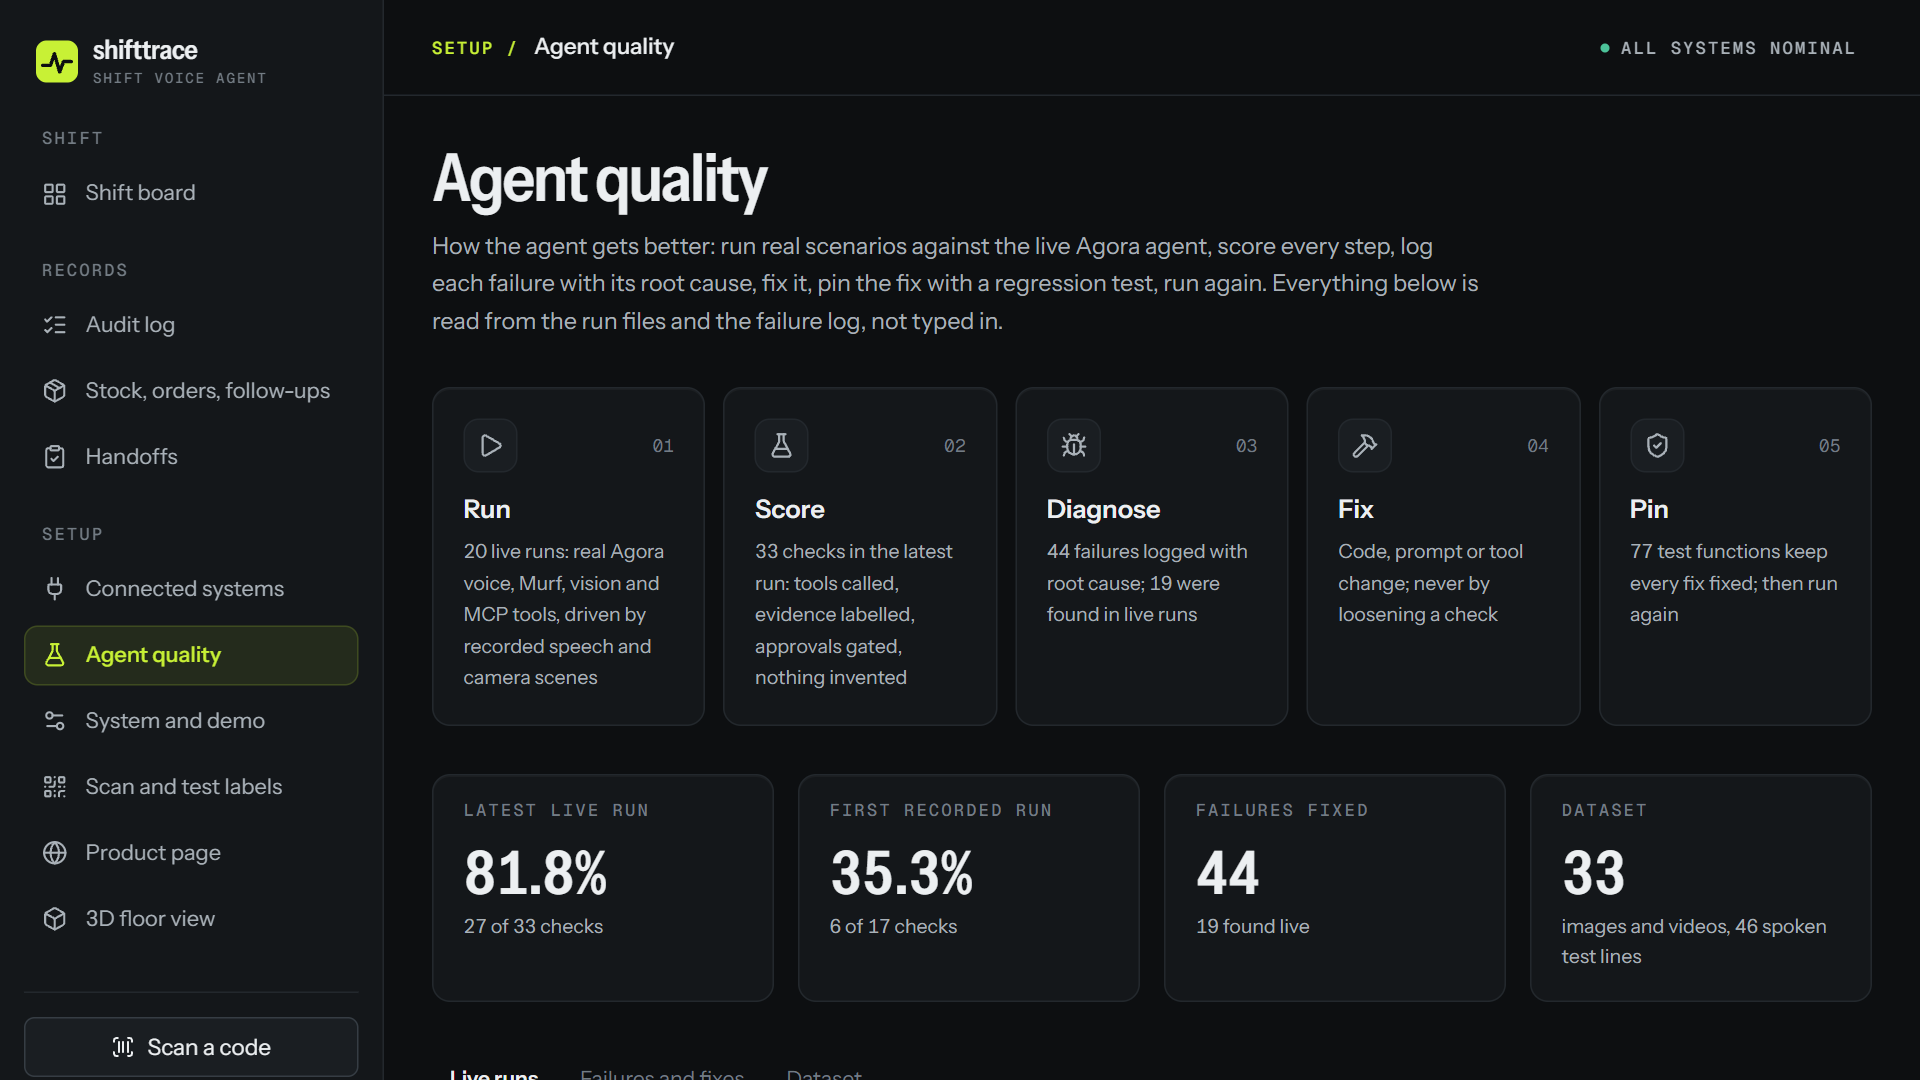 shifttrace
SHIFT VOICE AGENT
SHIFT
Shift board
RECORDS
Audit log
Stock, orders, follow-ups
Handoffs
SETUP
Connected systems
Agent quality
System and demo
Scan and test labels
Product page
3D floor view
Scan a code
SETUP / Agent quality
ALL SYSTEMS NOMINAL
Agent quality
How the agent gets better: run real scenarios against the live Agora agent, score every step, log
each failure with its root cause, fix it, pin the fix with a regression test, run again. Everything below is
read from the run files and the failure log, not typed in.
01
Run
20 live runs: real Agora
voice, Murf, vision and
MCP tools, driven by
recorded speech and
camera scenes
02
Score
33 checks in the latest
run: tools called,
evidence labelled,
approvals gated,
nothing invented
03
Diagnose
44 failures logged with
root cause; 19 were
found in live runs
04
Fix
Code, prompt or tool
change; never by
loosening a check
05
Pin
77 test functions keep
every fix fixed; then run
again
LATEST LIVE RUN
81.8%
27 of 33 checks
FIRST RECORDED RUN
35.3%
6 of 17 checks
FAILURES FIXED
44
19 found live
DATASET
33
images and videos, 46 spoken
test lines
Live runs
Failures and fixes
Dataset